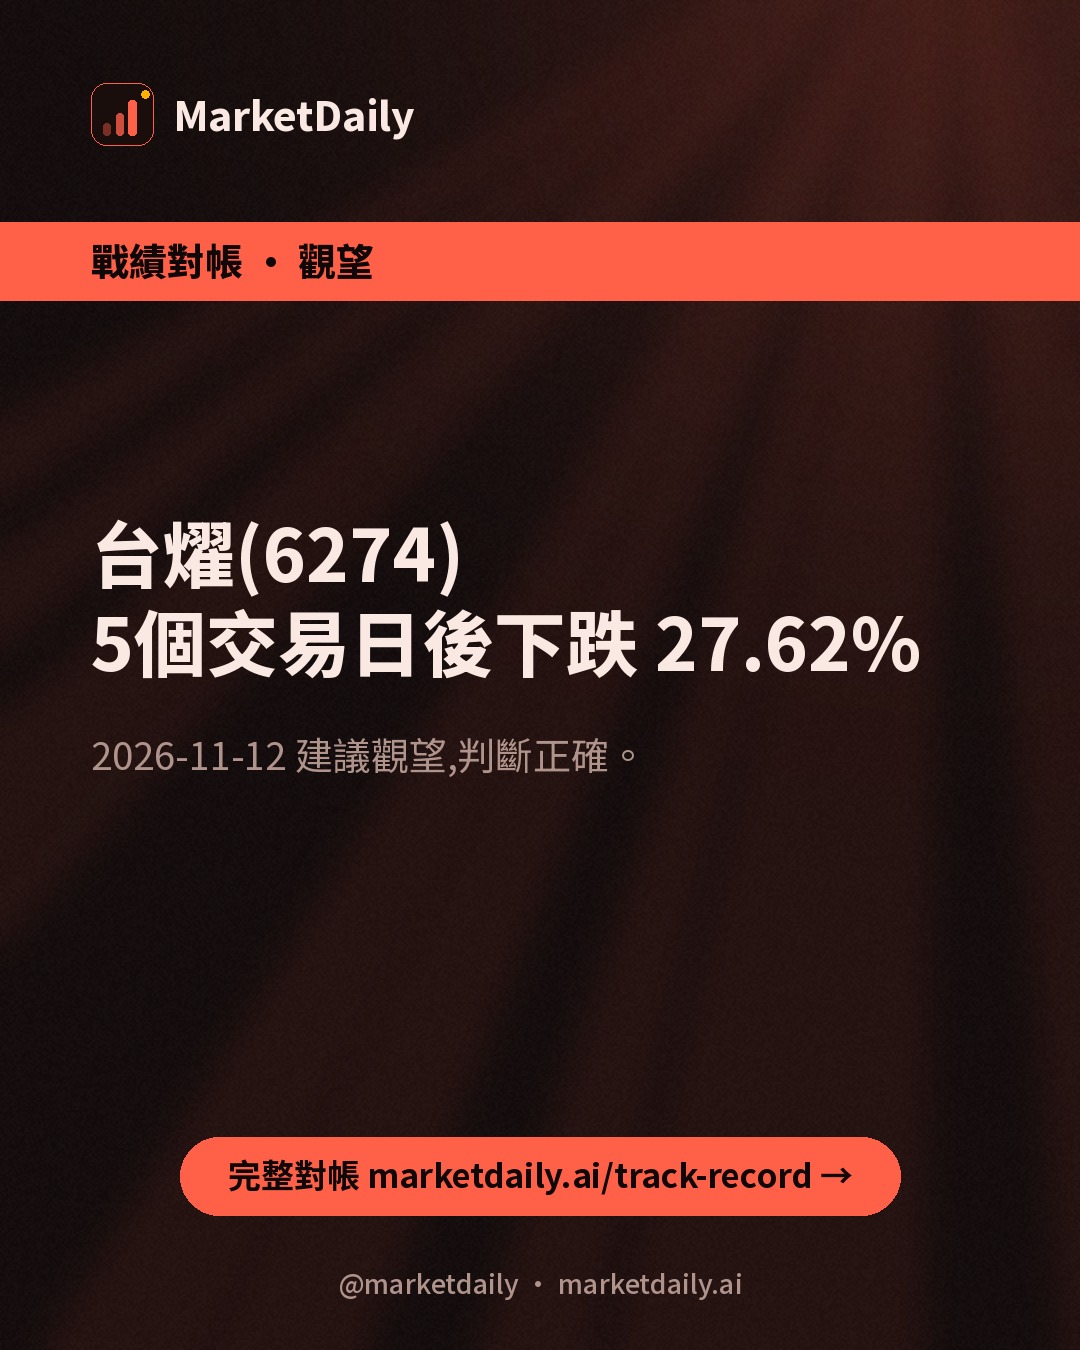 MarketDaily
戰績對帳 · 觀望
台燿(6274)
5個交易日後下跌 27.62%
2026-11-12 建議觀望,判斷正確。
完整對帳 marketdaily.ai/track-record →
@marketdaily · marketdaily.ai